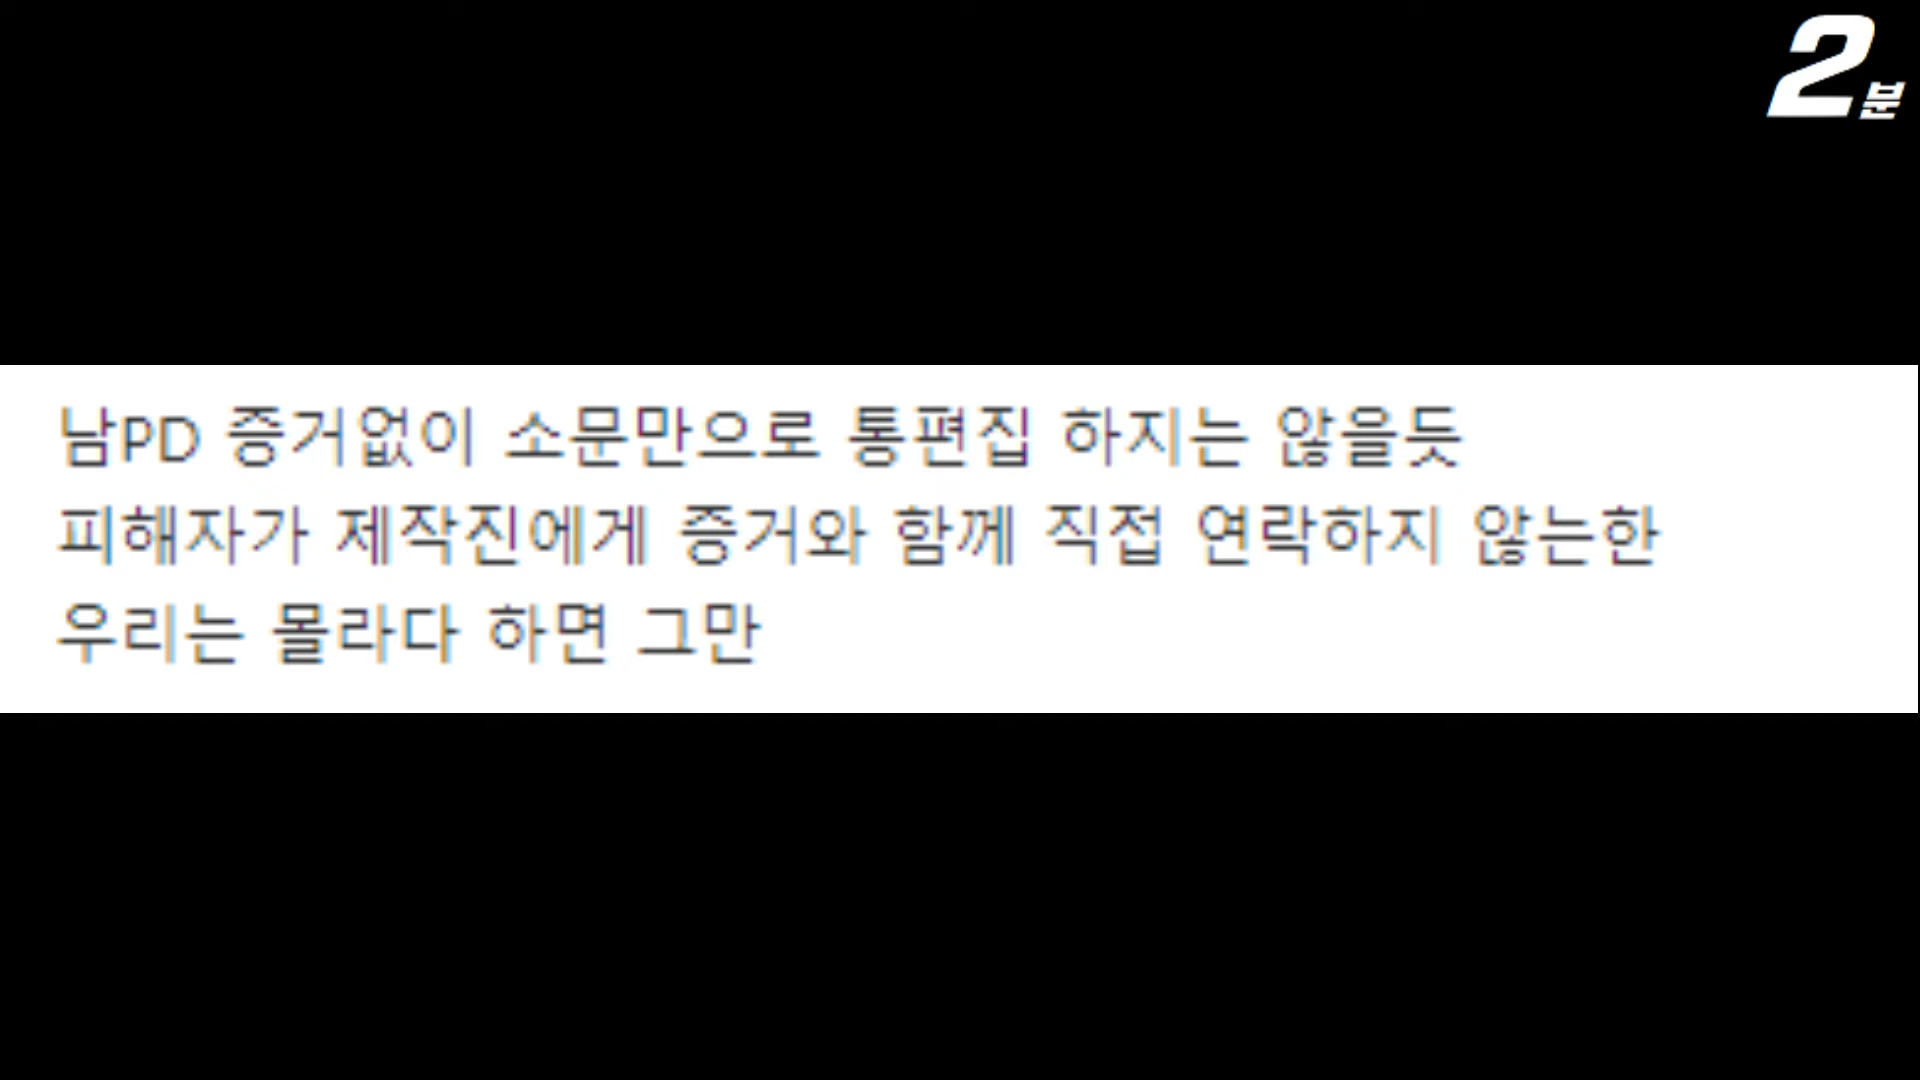 2분
남PD 증거없이 소문만으로 통편집 하지는 않을듯
피해자가 제작진에게 증거와 함께 직접 연락하지 않는한
우리는 몰라다 하면 그만